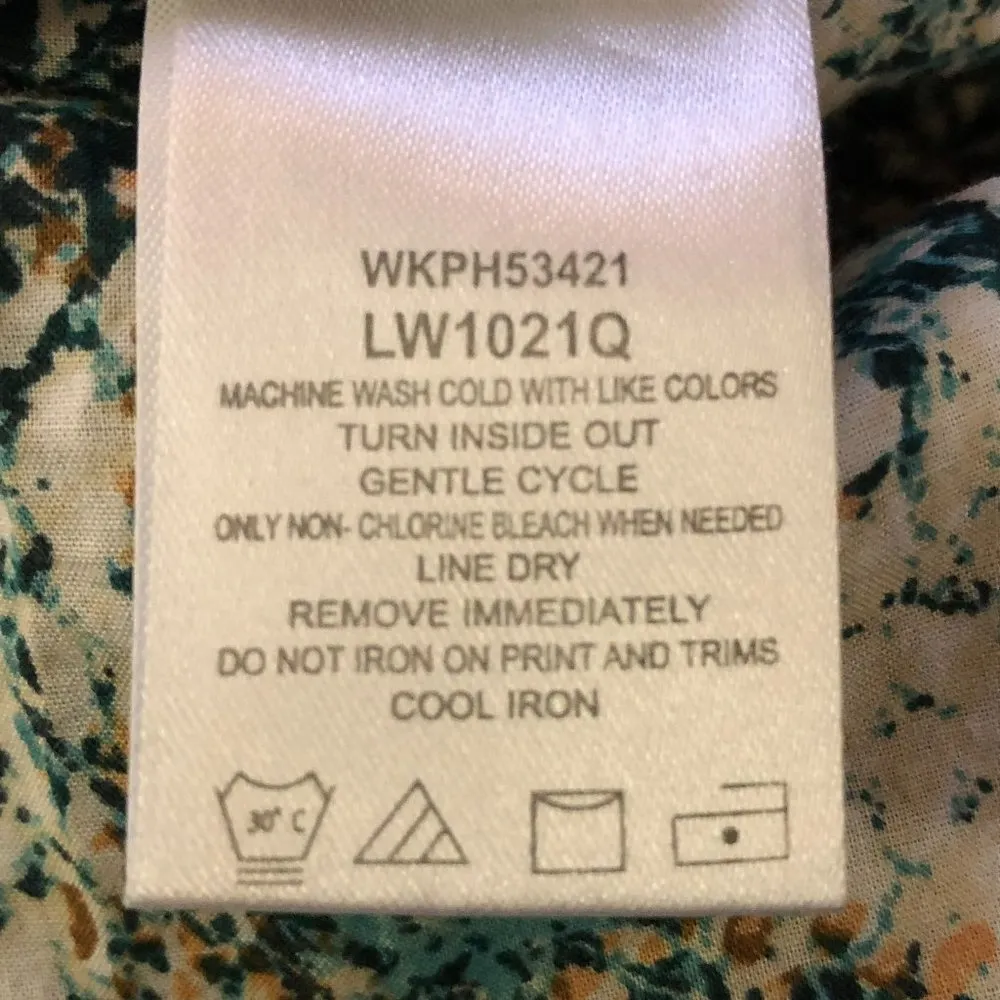 WKPH53421
LW1021Q
MACHINE WASH COLD WITH LIKE COLORS
TURN INSIDE OUT
GENTLE CYCLE
ONLY NON- CHLORINE BLEACH WHEN NEEDED
LINE DRY
REMOVE IMMEDIATELY
DO NOT IRON ON PRINT AND TRIMS
COOL IRON
30° C